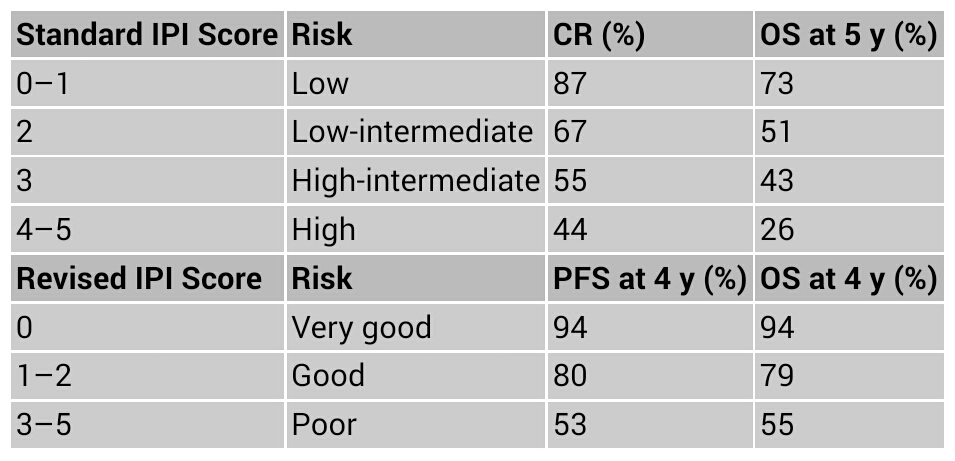 Standard IPI Score Risk CR (%) OS at 5 y (%)
0–1 Low 87 73
2 Low-intermediate 67 51
3 High-intermediate 55 43
4–5 High 44 26
Revised IPI Score Risk PFS at 4 y (%) OS at 4 y (%)
0 Very good 94 94
1–2 Good 80 79
3–5 Poor 53 55